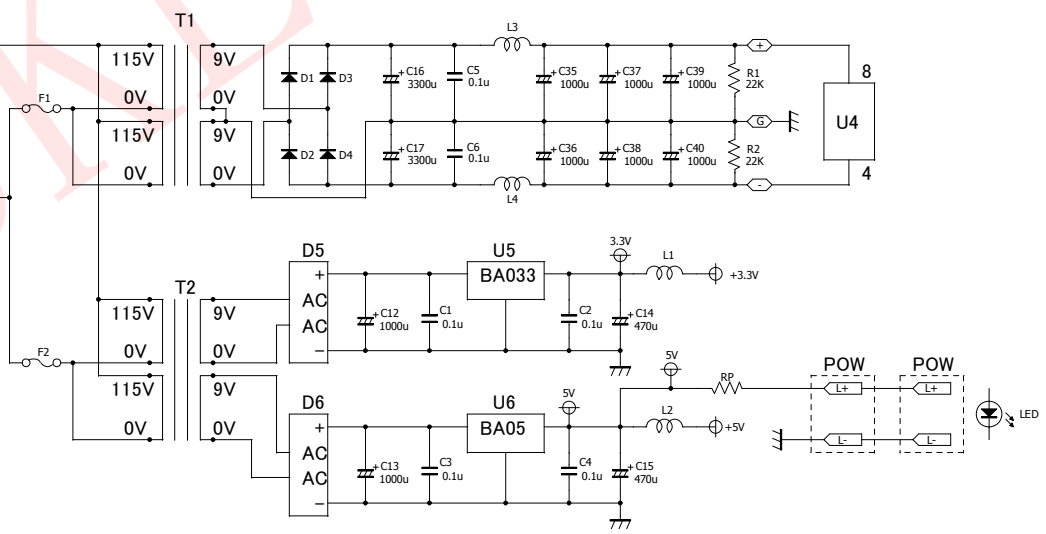 T1
L3
115V 9V
F1
0V 0V
115V 9V
0V 0V
D1 D3
D2 D4
+ C16 3300u
C5 0.1u
+ C35 1000u
+ C37 1000u
+ C39 1000u
R1 22K
+
8
G
U4
+ C17 3300u
C6 0.1u
+ C36 1000u
+ C38 1000u
+ C40 1000u
R2 22K
-
4
L4
T2
115V 9V
F2
0V 0V
115V 9V
0V 0V
D5
+
AC
AC
-
+ C12 1000u
C1 0.1u
U5
BA033
C2 0.1u
3.3V
+ C14 470u
L1
+3.3V
D6
+
AC
AC
-
+ C13 1000u
C3 0.1u
U6
BA05
5V
C4 0.1u
+ C15 470u
5V
RP
L2
+5V
POW POW
L+ L+
L- L-
LED